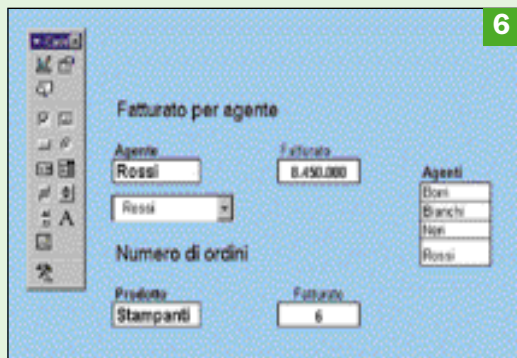 6
Fatturato per agente
Agente Fatturato
Rossi 8.450.000
Rossi
Agenti
Bianchi
Neri
Rossi
Numero di ordini
Prodotto Fatturato
Stampanti 6